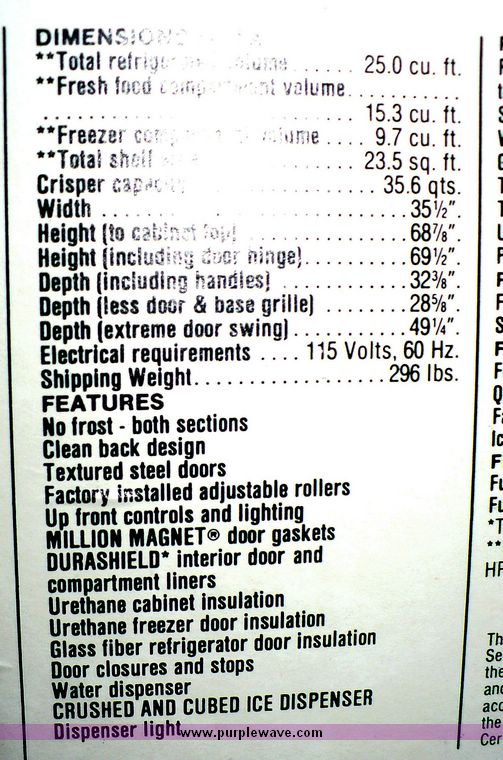 DIMENSIONS
**Total refrigerated volume ...... 25.0 cu. ft.
**Fresh food compartment volume...........
................................ 15.3 cu. ft.
**Freezer compartment volume .... 9.7 cu. ft.
**Total shelf area ............... 23.5 sq. ft.
Crisper capacity ................ 35.6 qts.
Width ..........................35½".
Height (to cabinet top) ..............68⅞".
Height (including door hinge)..........69½".
Depth (including handles) ............32⅜".
Depth (less door & base grille) ........28⅝".
Depth (extreme door swing)...........49¼".
Electrical requirements .... 115 Volts, 60 Hz.
Shipping Weight.................. 296 lbs.
FEATURES
No frost - both sections
Clean back design
Textured steel doors
Factory installed adjustable rollers
Up front controls and lighting
MILLION MAGNET® door gaskets
DURASHIELD* interior door and
compartment liners
Urethane cabinet insulation
Urethane freezer door insulation
Glass fiber refrigerator door insulation
Door closures and stops
Water dispenser
CRUSHED AND CUBED ICE DISPENSER
Dispenser light
www.purplewave.com